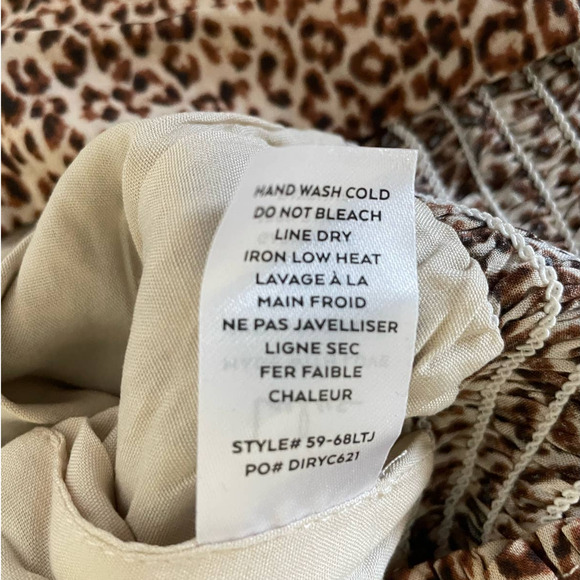 HAND WASH COLD
DO NOT BLEACH
LINE DRY
IRON LOW HEAT
LAVAGE À LA
MAIN FROID
NE PAS JAVELLISER
LIGNE SEC
FER FAIBLE
CHALEUR
STYLE# 59-68LTJ
PO# DIRYC621